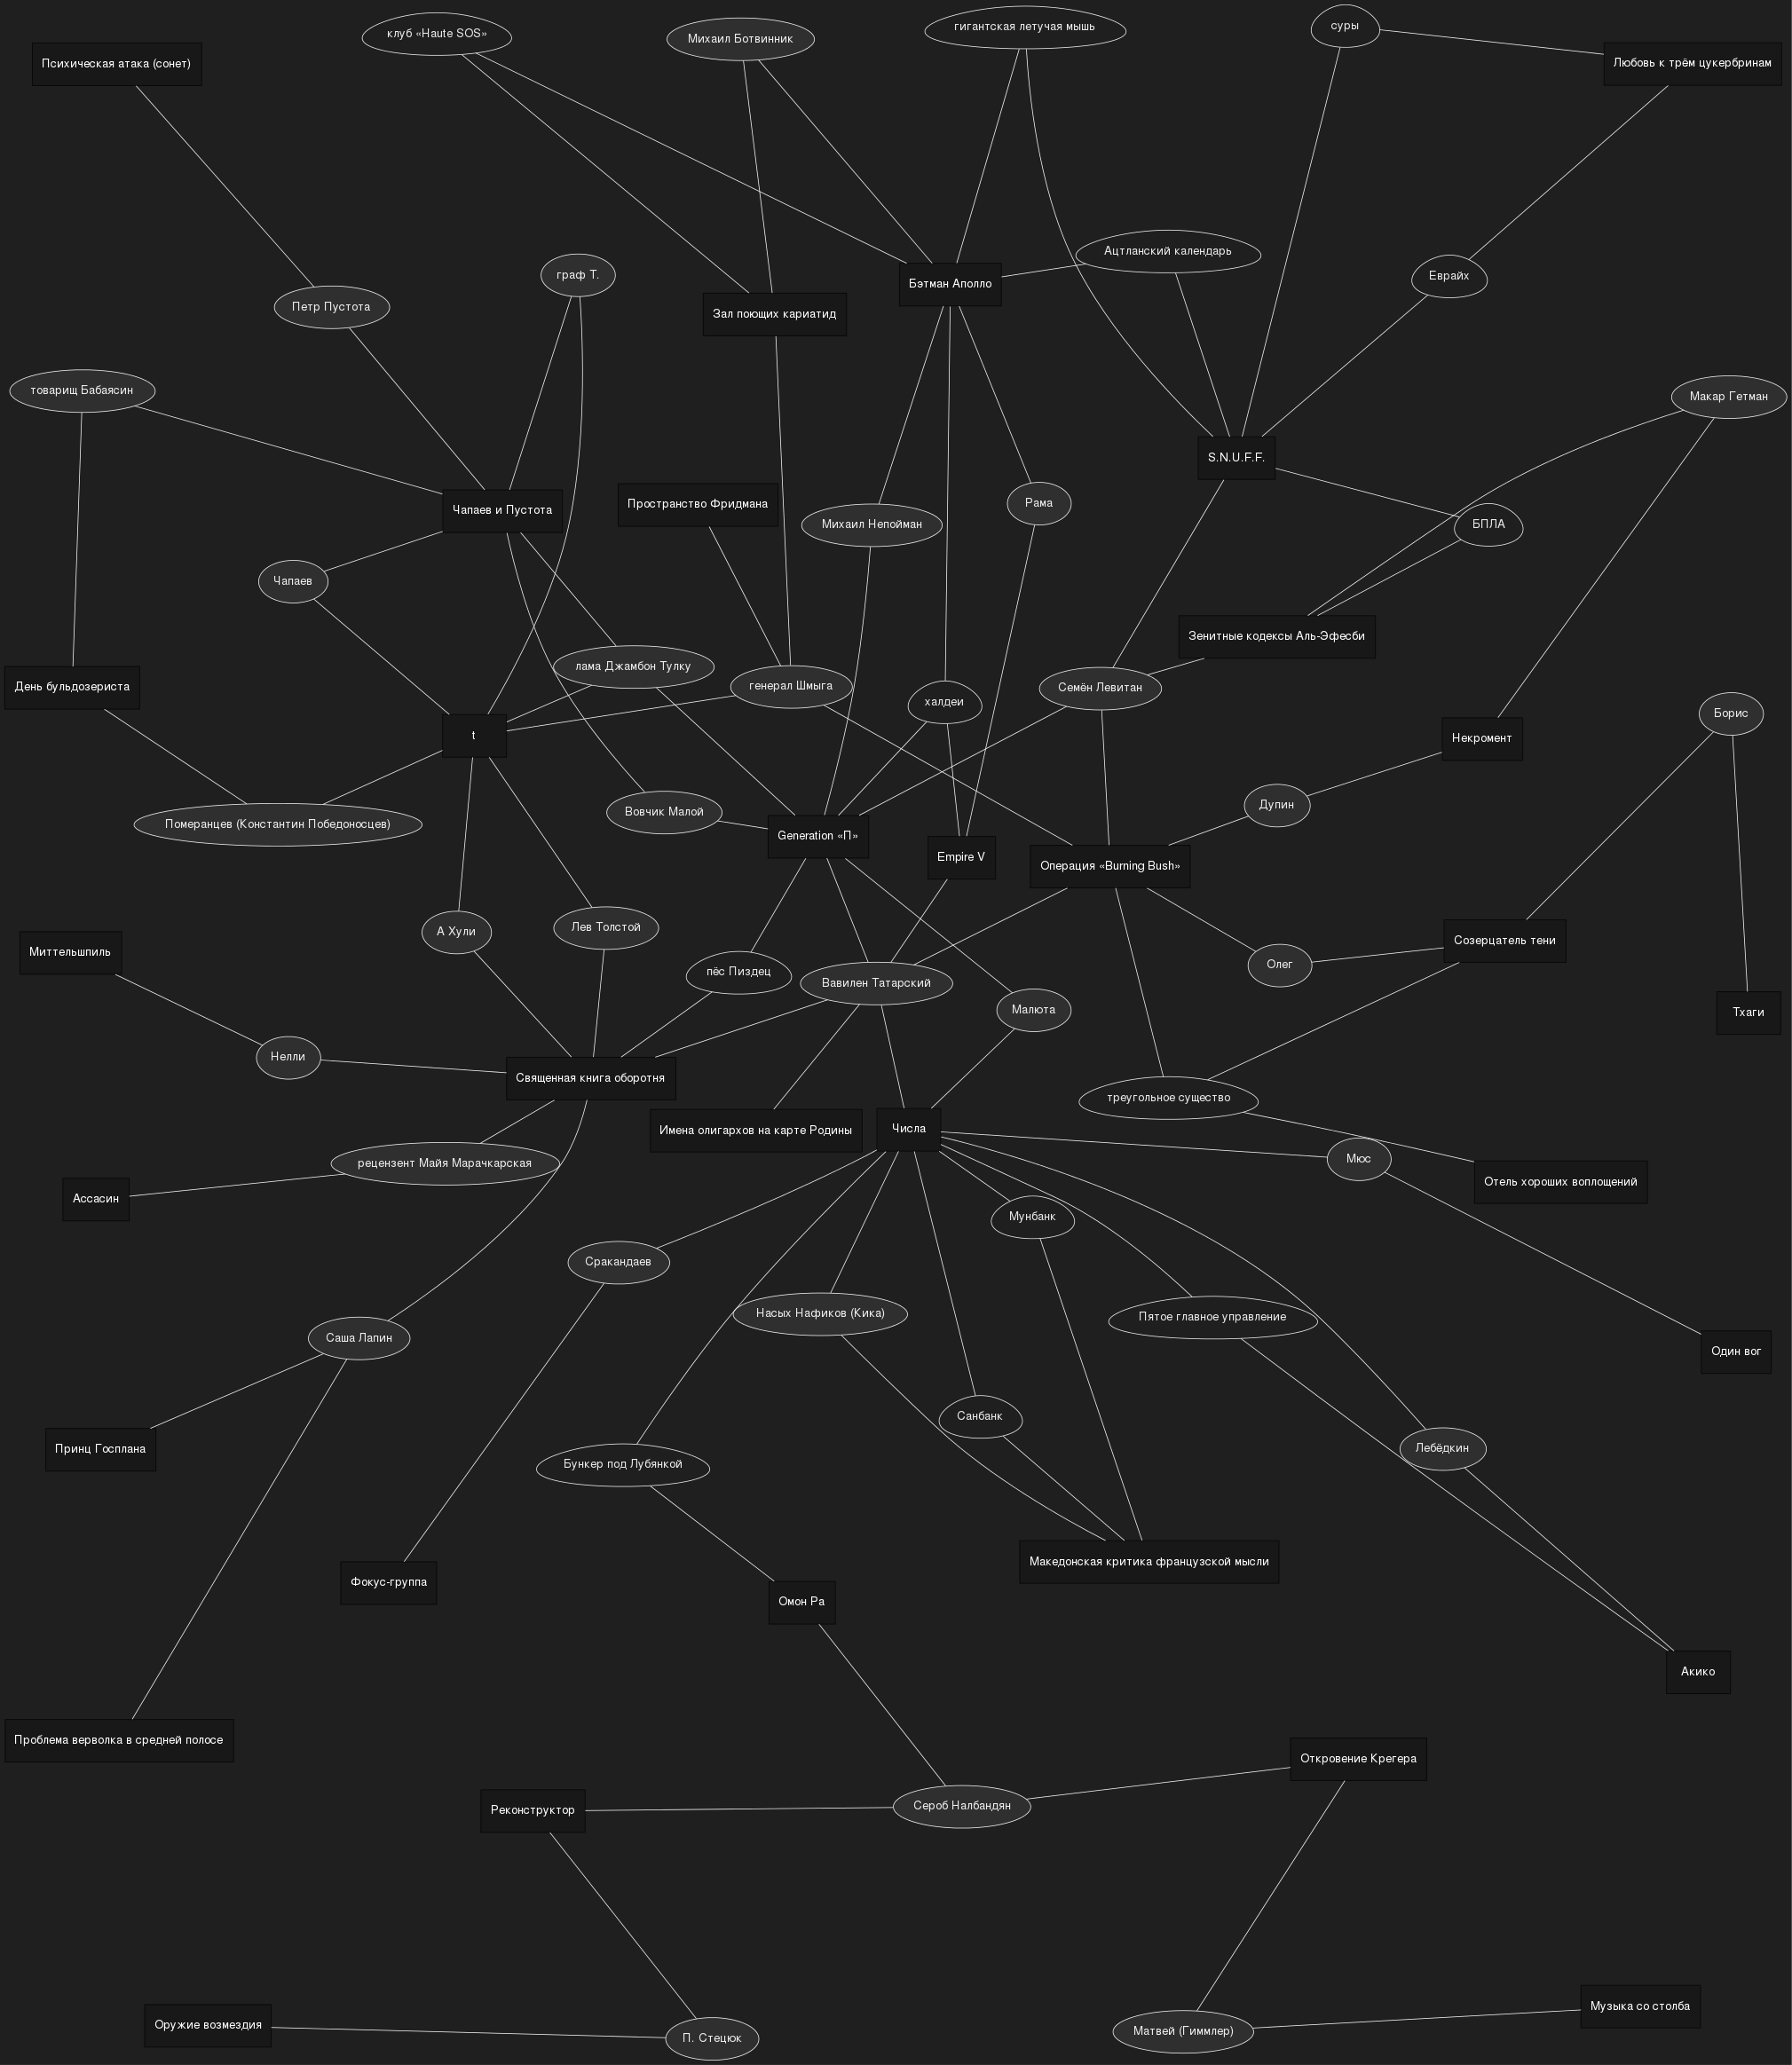 клуб «Haute SOS»
Михаил Ботвинник
гигантская летучая мышь
суры
Психическая атака (сонет)
Любовь к трём цукербринам
Ацтланский календарь
граф Т.
Еврайх
Бэтман Аполло
Петр Пустота
Зал поющих кариатид
товарищ Бабаясин
Макар Гетман
S.N.U.F.F.
Чапаев и Пустота
Пространство Фридмана
Рама
Михаил Непойман
БПЛА
Чапаев
Зенитные кодексы Аль-Эфесби
лама Джамбон Тулку
День бульдозериста
генерал Шмыга
Семён Левитан
халдеи
Борис
t
Некромент
Померанцев (Константин Победоносцев)
Вовчик Малой
Дупин
Generation «П»
Empire V
Операция «Burning Bush»
А Хули
Лев Толстой
Созерцатель тени
Миттельшпиль
пёс Пиздец
Олег
Вавилен Татарский
Малюта
Тхаги
Нелли
Священная книга оборотня
треугольное существо
Имена олигархов на карте Родины
Числа
рецензент Майя Марачкарская
Мюс
Отель хороших воплощений
Ассасин
Мунбанк
Сракандаев
Насых Нафиков (Кика)
Пятое главное управление
Саша Лапин
Один вог
Санбанк
Принц Госплана
Лебёдкин
Бункер под Лубянкой
Македонская критика французской мысли
Фокус-группа
Омон Ра
Акико
Проблема верволка в средней полосе
Откровение Крегера
Реконструктор
Сероб Налбандян
Музыка со столба
Оружие возмездия
П. Стецюк
Матвей (Гиммлер)